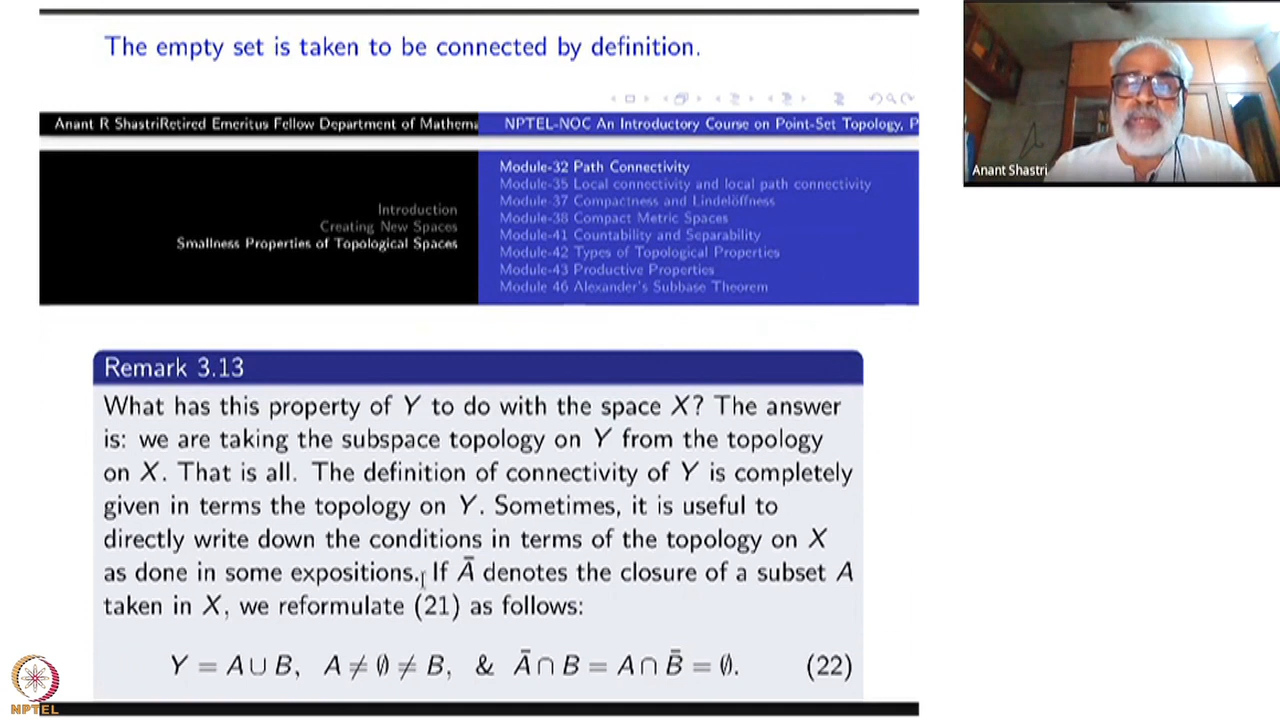 The empty set is taken to be connected by definition.
Anant R ShastriRetired Emeritus Fellow Department of Mathema
NPTEL-NOC An Introductory Course on Point-Set Topology, P
Introduction
Creating New Spaces
Smallness Properties of Topological Spaces
Module-32 Path Connectivity
Module-35 Local connectivity and local path connectivity
Module-37 Compactness and Lindelöffness
Module-38 Compact Metric Spaces
Module-41 Countability and Separability
Module-42 Types of Topological Properties
Module-43 Productive Properties
Module 46 Alexander's Subbase Theorem
Anant Shastri
Remark 3.13
What has this property of Y to do with the space X? The answer
is: we are taking the subspace topology on Y from the topology
on X. That is all. The definition of connectivity of Y is completely
given in terms the topology on Y. Sometimes, it is useful to
directly write down the conditions in terms of the topology on X
as done in some expositions. If Ā denotes the closure of a subset A
taken in X, we reformulate (21) as follows:
Y = A ∪ B, A ≠ ∅ ≠ B, & Ā ∩ B = A ∩ B̄ = ∅. (22)
NPTEL